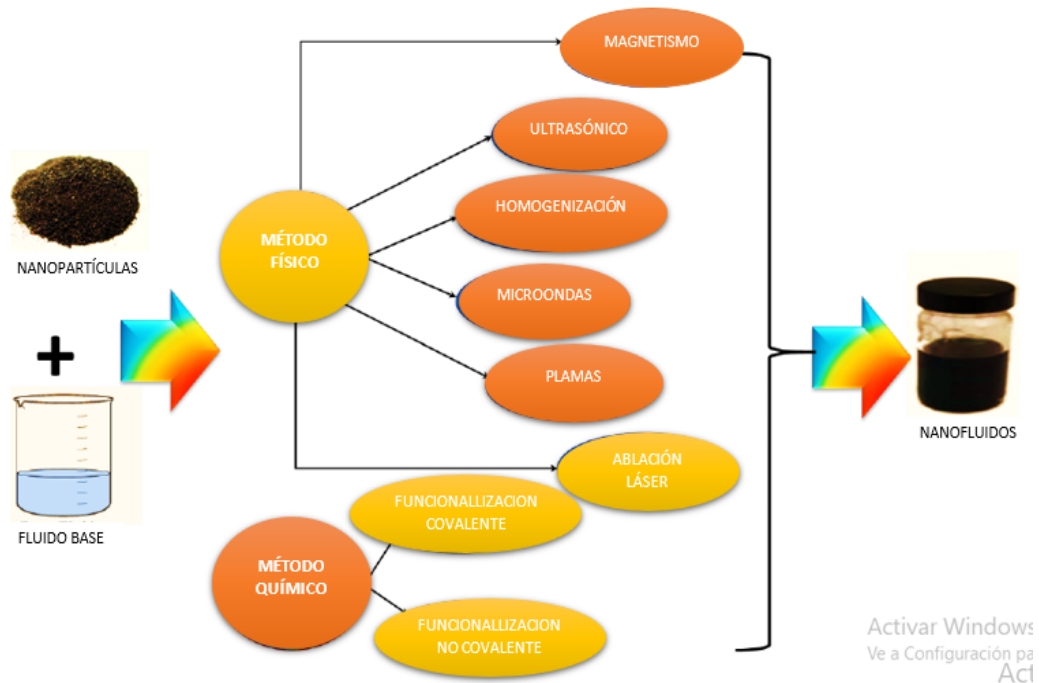 MAGNETISMO
ULTRASÓNICO
HOMOGENIZACIÓN
MÉTODO
FÍSICO
NANOPARTÍCULAS
MICROONDAS
PLAMAS
NANOFLUIDOS
ABLACIÓN
LÁSER
FUNCIONALLIZACION
COVALENTE
FLUIDO BASE
MÉTODO
QUÍMICO
FUNCIONALLIZACION
NO COVALENTE
Activar Windows
Ve a Configuración pa
Act